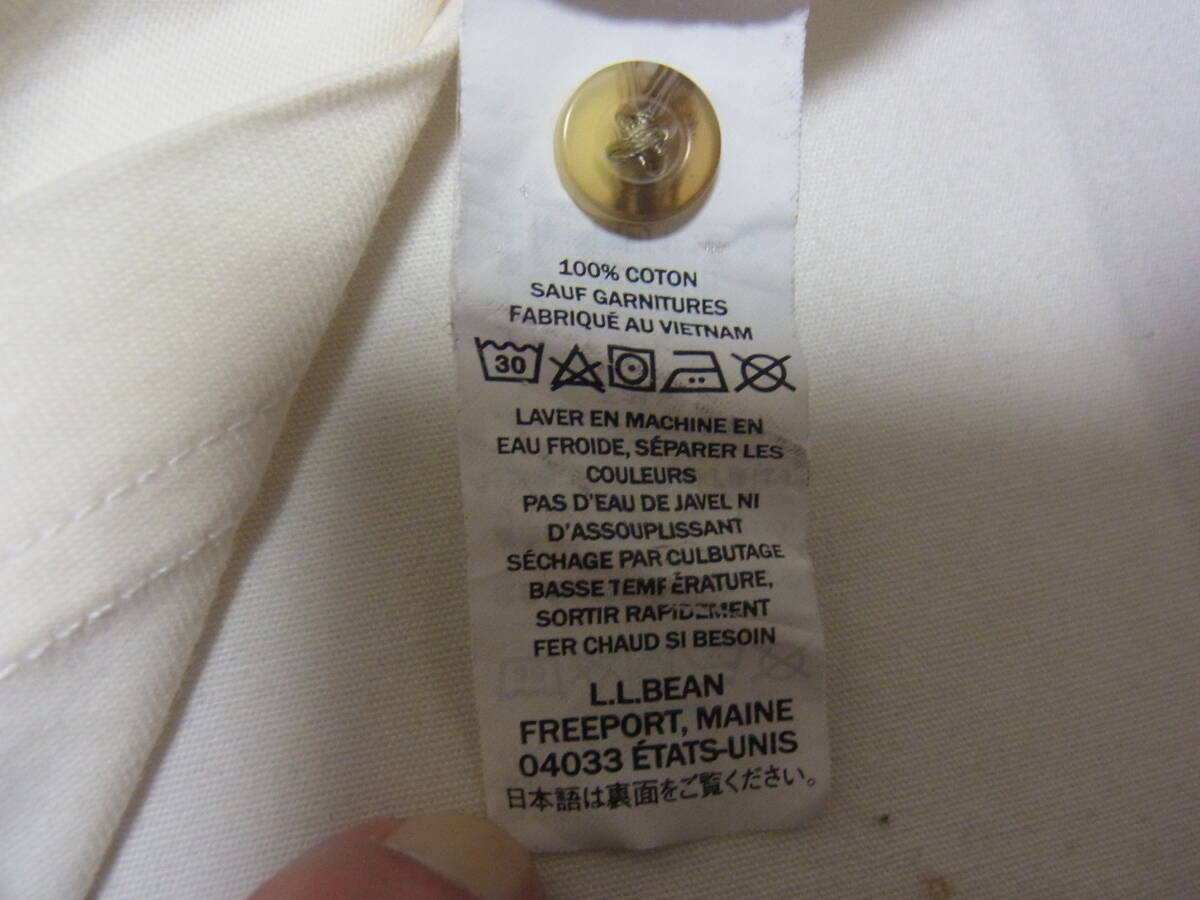 100% COTON
SAUF GARNITURES
FABRIQUÉ AU VIETNAM
30
LAVER EN MACHINE EN
EAU FROIDE, SÉPARER LES
COULEURS
PAS D'EAU DE JAVEL NI
D'ASSOUPLISSANT
SÉCHAGE PAR CULBUTAGE
BASSE TEMPÉRATURE,
SORTIR RAPIDEMENT
FER CHAUD SI BESOIN
L.L.BEAN
FREEPORT, MAINE
04033 ÉTATS-UNIS
日本語は裏面をご覧ください。